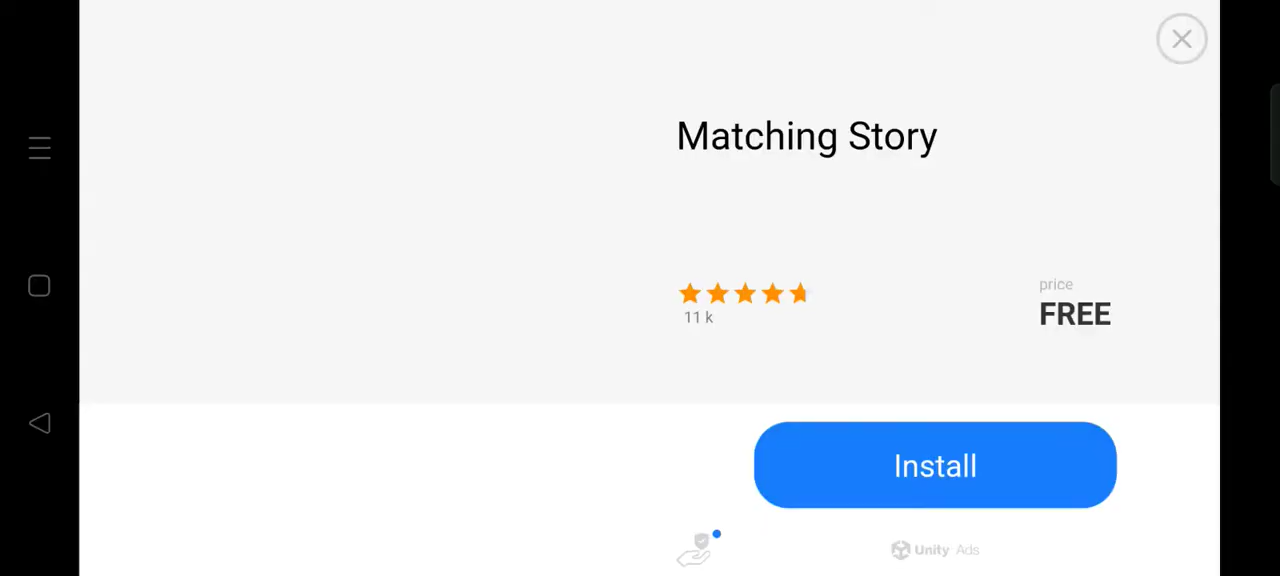 Matching Story
11 k
price
FREE
Install
Unity Ads